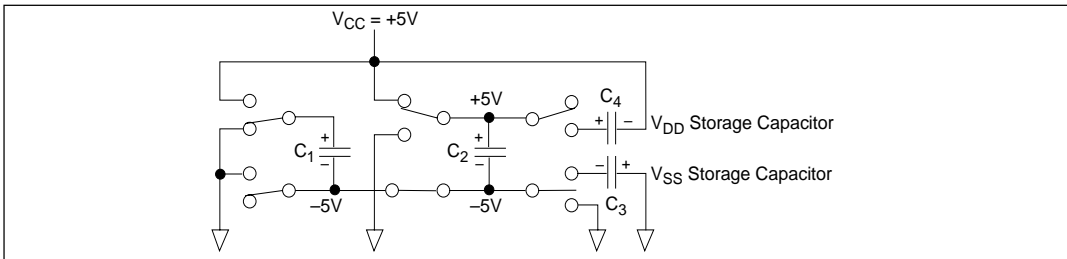 VCC = +5V
+5V
C4
+
–
VDD Storage Capacitor
+
C1
–
+
C2
–
–
+
VSS Storage Capacitor
–5V
–5V
C3